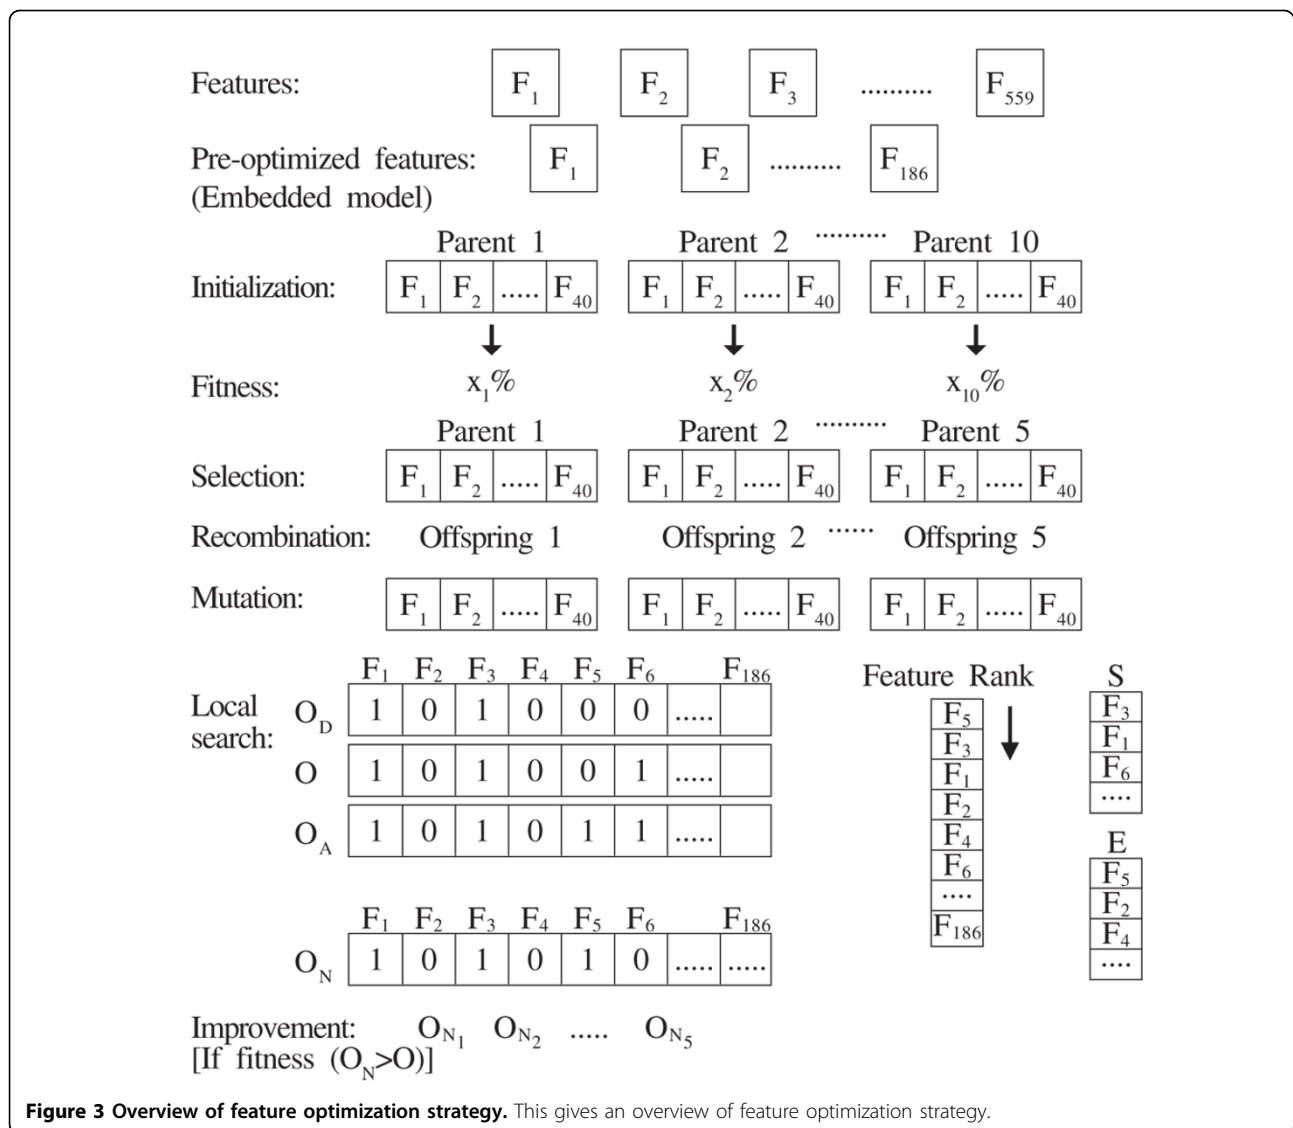 Features: F1 F2 F3 .......... F559
Pre-optimized features: F1 F2 .......... F186
(Embedded model)
Parent 1 Parent 2 .......... Parent 10
Initialization: F1 F2 ..... F40 F1 F2 ..... F40 F1 F2 ..... F40
Fitness: x1% x2% x10%
Parent 1 Parent 2 .......... Parent 5
Selection: F1 F2 ..... F40 F1 F2 ..... F40 F1 F2 ..... F40
Recombination: Offspring 1 Offspring 2 ...... Offspring 5
Mutation: F1 F2 ..... F40 F1 F2 ..... F40 F1 F2 ..... F40
F1 F2 F3 F4 F5 F6 F186
Local search:
OD 1 0 1 0 0 0 .....
O 1 0 1 0 0 1 .....
OA 1 0 1 0 1 1 .....
F1 F2 F3 F4 F5 F6 F186
ON 1 0 1 0 1 0 ..... .....
Feature Rank
F5
F3
F1
F2
F4
F6
....
F186
S
F3
F1
F6
....
E
F5
F2
F4
....
Improvement: ON1 ON2 ..... ON5
[If fitness (ON>O)]
Figure 3 Overview of feature optimization strategy. This gives an overview of feature optimization strategy.